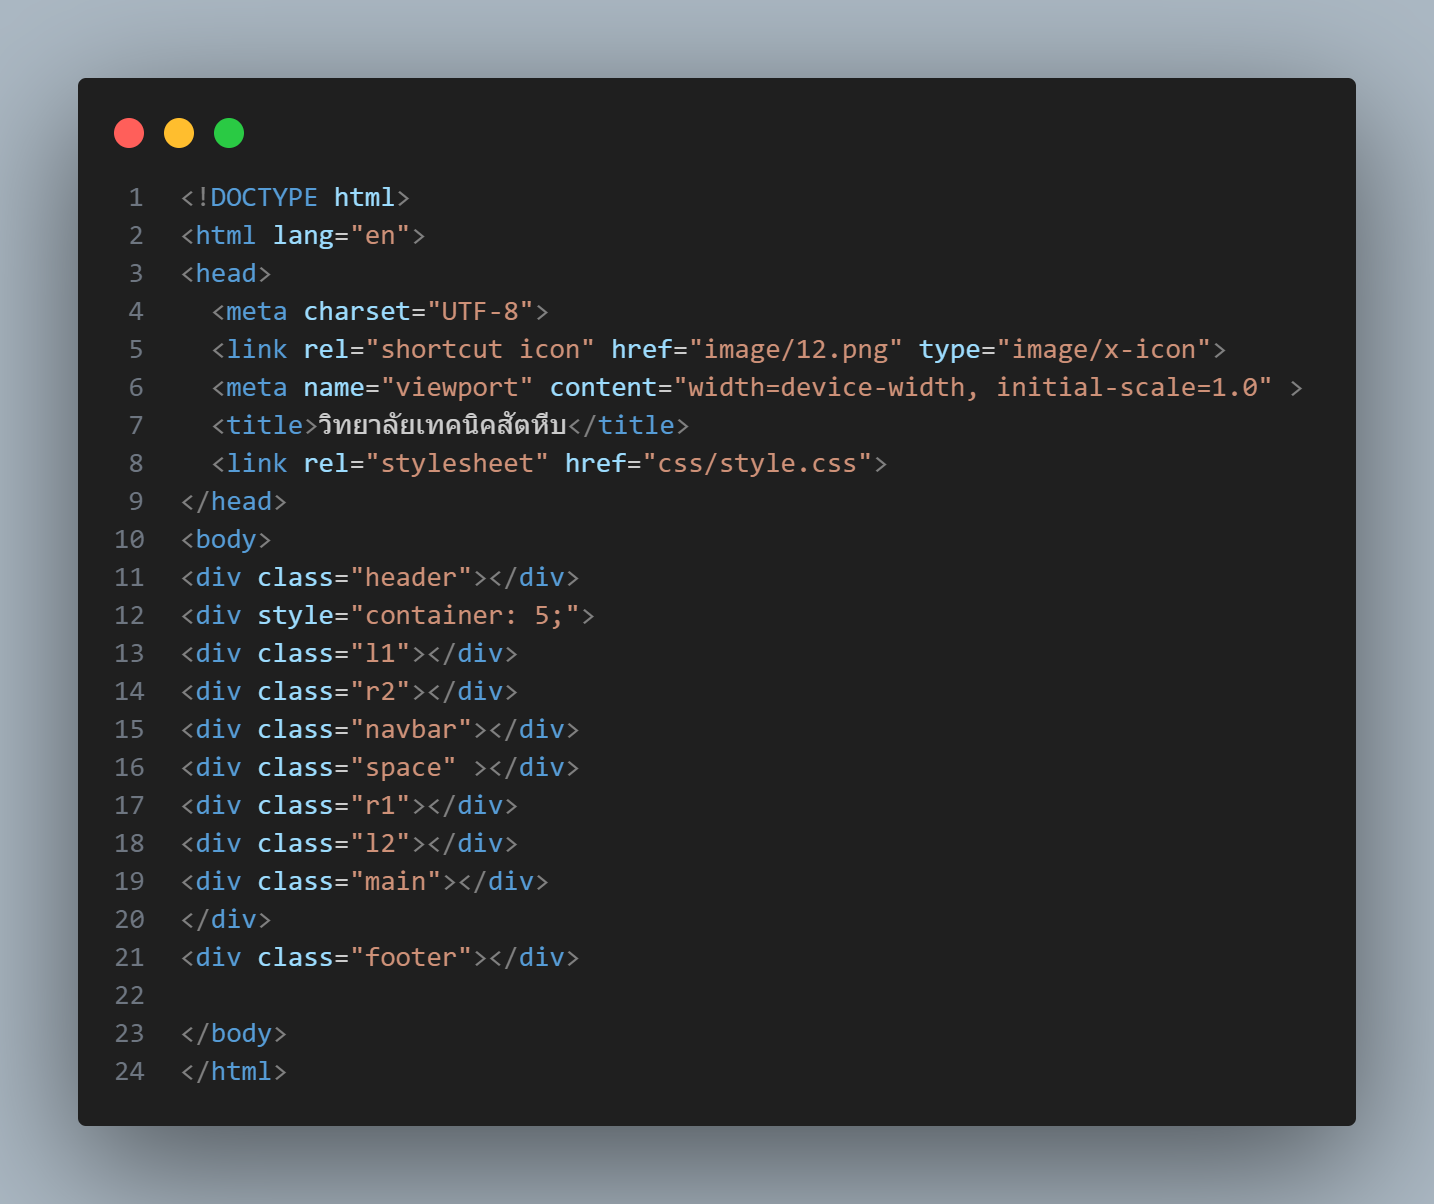 1 <!DOCTYPE html>
2 <html lang="en">
3 <head>
4   <meta charset="UTF-8">
5   <link rel="shortcut icon" href="image/12.png" type="image/x-icon">
6   <meta name="viewport" content="width=device-width, initial-scale=1.0" >
7   <title>วิทยาลัยเทคนิคสัตหีบ</title>
8   <link rel="stylesheet" href="css/style.css">
9 </head>
10 <body>
11 <div class="header"></div>
12 <div style="container: 5;">
13 <div class="l1"></div>
14 <div class="r2"></div>
15 <div class="navbar"></div>
16 <div class="space" ></div>
17 <div class="r1"></div>
18 <div class="l2"></div>
19 <div class="main"></div>
20 </div>
21 <div class="footer"></div>
22
23 </body>
24 </html>